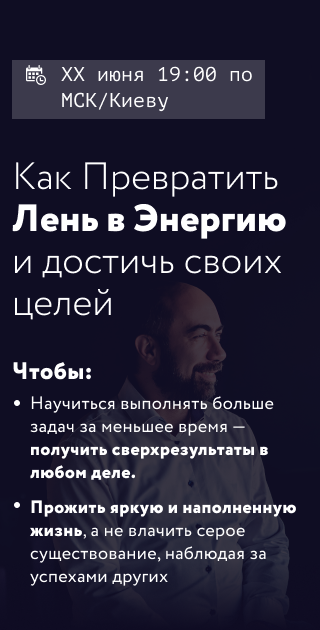 XX июня 19:00 по
МСК/Киеву
Как Превратить
Лень в Энергию
и достичь своих
целей
Чтобы:
• Научиться выполнять больше
задач за меньшее время —
получить сверхрезультаты в
любом деле.
• Прожить яркую и наполненную
жизнь, а не влачить серое
существование, наблюдая за
успехами других